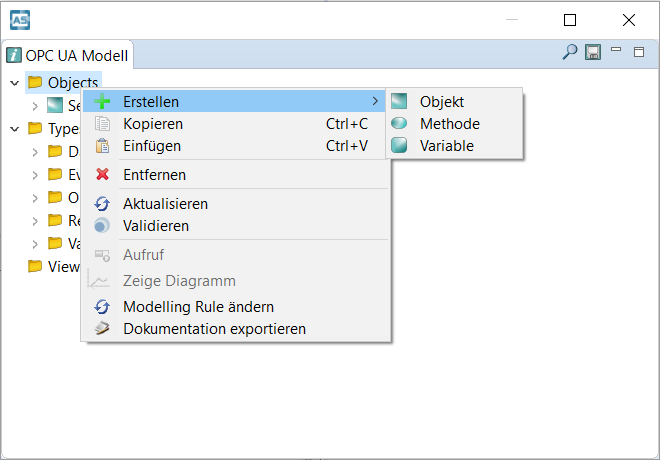 AS
OPC UA Modell
Objects
Se
Erstellen
Objekt
Kopieren Ctrl+C
Methode
Einfügen Ctrl+V
Variable
Entfernen
Aktualisieren
Validieren
Aufruf
Zeige Diagramm
Modelling Rule ändern
Dokumentation exportieren
Type
D
Ev
O
Re
Va
View